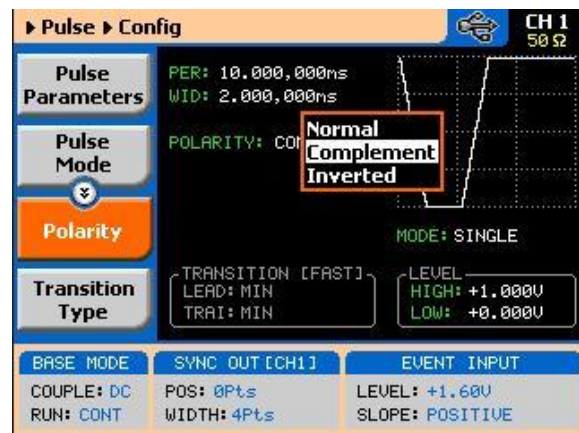 ▸ Pulse ▸ Config
CH 1
50 Ω
Pulse
Parameters
Pulse
Mode
Polarity
Transition
Type
PER: 10.000,000ns
WID: 2.000,000ns
POLARITY: CO
Normal
Complement
Inverted
MODE: SINGLE
TRANSITION [FAST]
LEAD: MIN
TRAI: MIN
LEVEL
HIGH: +1.000V
LOW: +0.000V
BASE MODE
COUPLE: DC
RUN: CONT
SYNC OUT[CH1]
POS: 0Pts
WIDTH: 4Pts
EVENT INPUT
LEVEL: +1.60V
SLOPE: POSITIVE